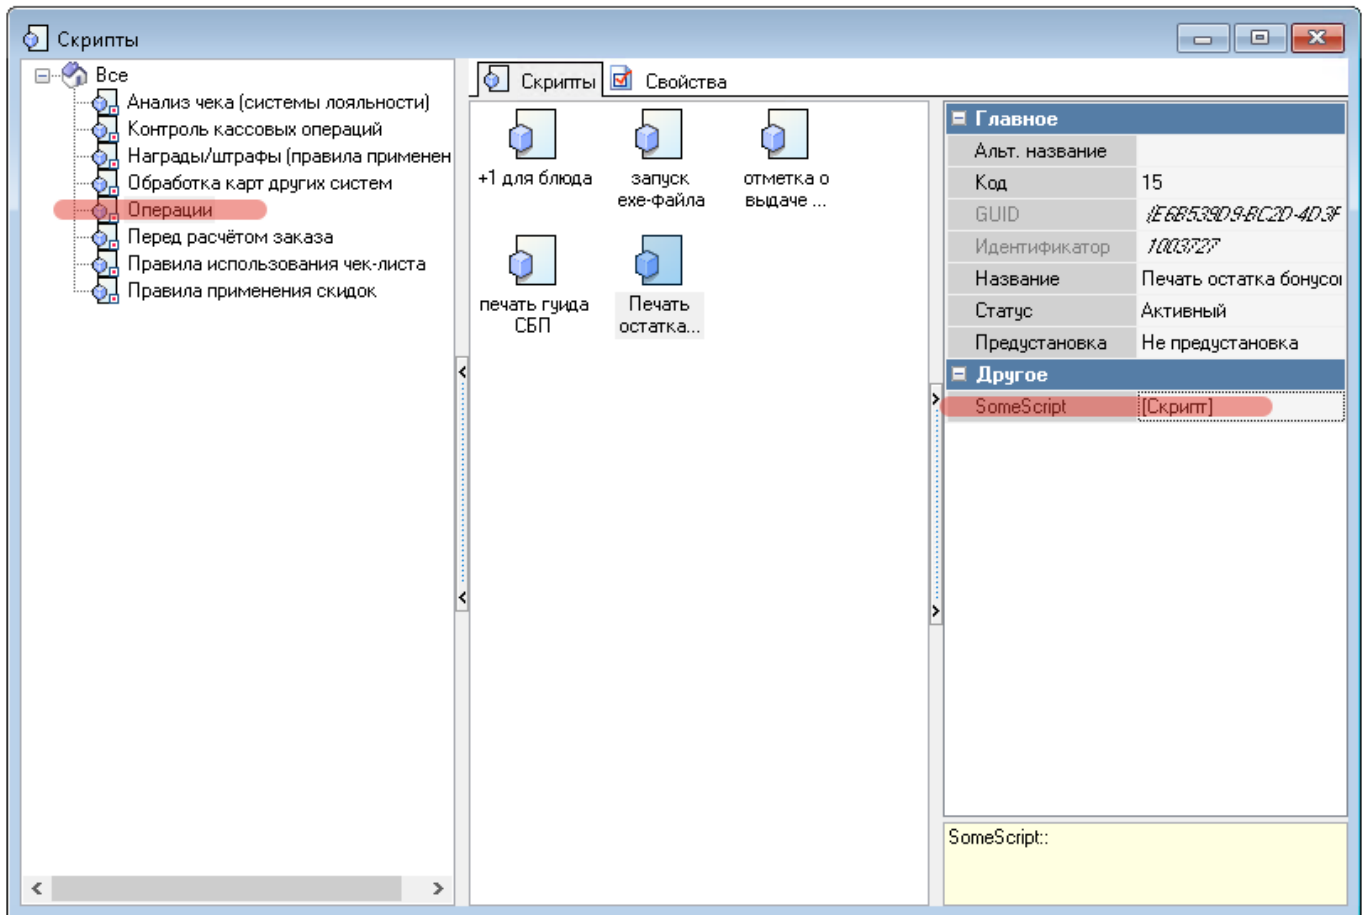 Скрипты
Все
Анализ чека (системы лояльности)
Контроль кассовых операций
Награды/штрафы (правила применен
Обработка карт других систем
Операции
Перед расчётом заказа
Правила использования чек-листа
Правила применения скидок
Скрипты
Свойства
+1 для блюда
запуск
exe-файла
отметка о
выдаче ...
печать гуида
СБП
Печать
остатка...
Главное
Альт. название
Код 15
GUID {E6B539D9-BC2D-4D3F
Идентификатор 1003727
Название Печать остатка бонусо
Статус Активный
Предустановка Не предустановка
Другое
SomeScript [Скрипт]
SomeScript::